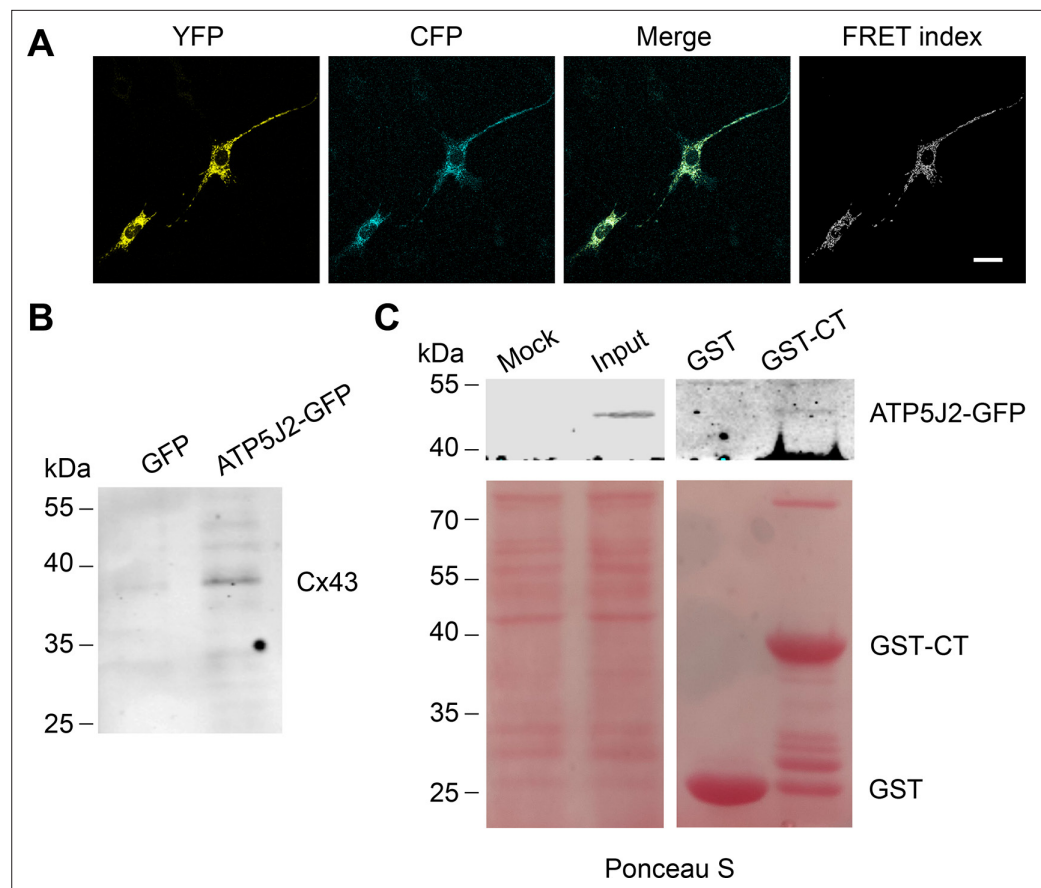 A
YFP
CFP
Merge
FRET index
B
kDa
GFP
ATP5J2-GFP
55
40
35
25
Cx43
C
kDa
Mock
Input
GST
GST-CT
55
40
ATP5J2-GFP
70
55
40
35
25
GST-CT
GST
Ponceau S